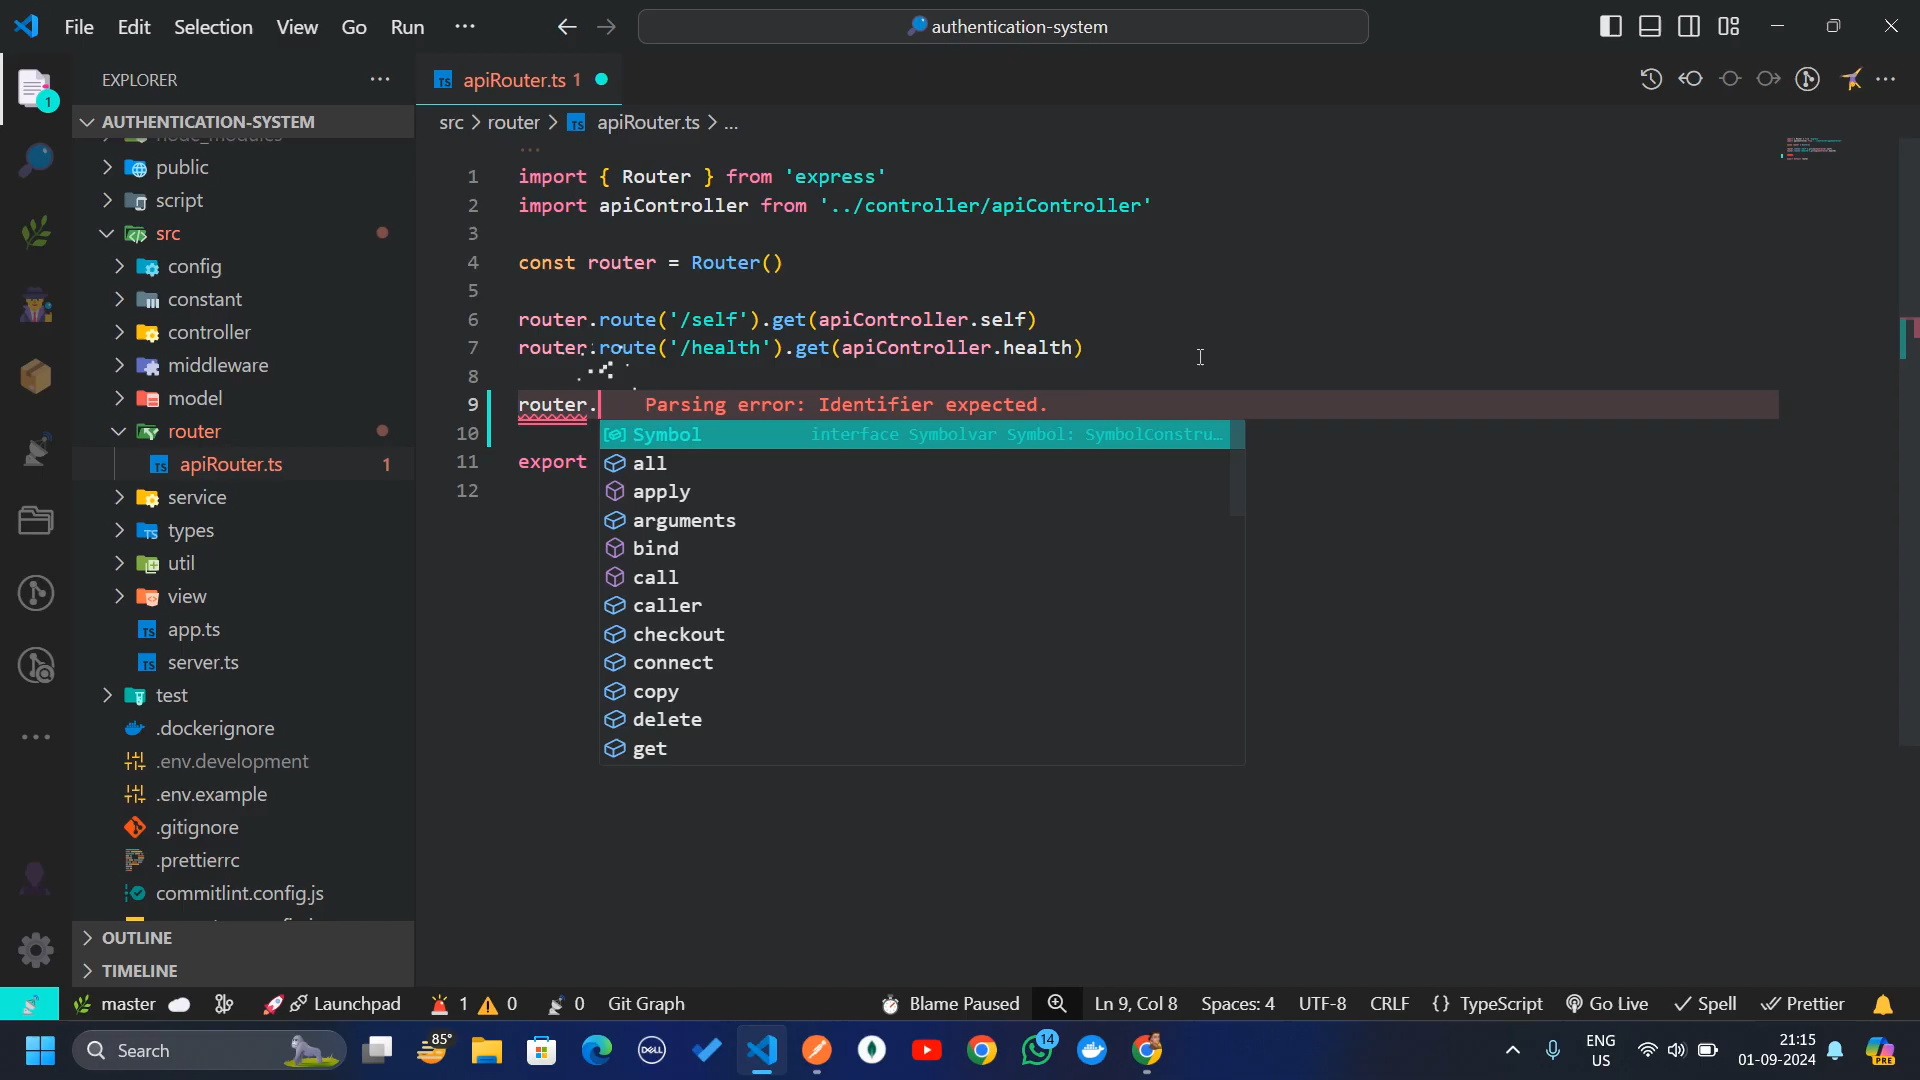 File Edit Selection View Go Run ···
authentication-system
EXPLORER
apiRouter.ts 1
AUTHENTICATION-SYSTEM
src > router > TS apiRouter.ts > ...
node_modules
public
script
src
config
constant
controller
middleware
model
router
TS apiRouter.ts 1
service
types
util
view
TS app.ts
TS server.ts
test
.dockerignore
.env.development
.env.example
.gitignore
.prettierrc
commitlint.config.js
OUTLINE
TIMELINE
1 import { Router } from 'express'
2 import apiController from '../controller/apiController'
3
4 const router = Router()
5
6 router.route('/self').get(apiController.self)
7 router.route('/health').get(apiController.health)
8
9 router. Parsing error: Identifier expected.
10
11 export
12
Symbol interface Symbolvar Symbol: SymbolConstru...
all
apply
arguments
bind
call
caller
checkout
connect
copy
delete
get
master Launchpad 1 0 0 Git Graph Blame Paused Ln 9, Col 8 Spaces: 4 UTF-8 CRLF {} TypeScript Go Live Spell Prettier
Search 85° DELL 14 ENG US 21:15 01-09-2024 PRE